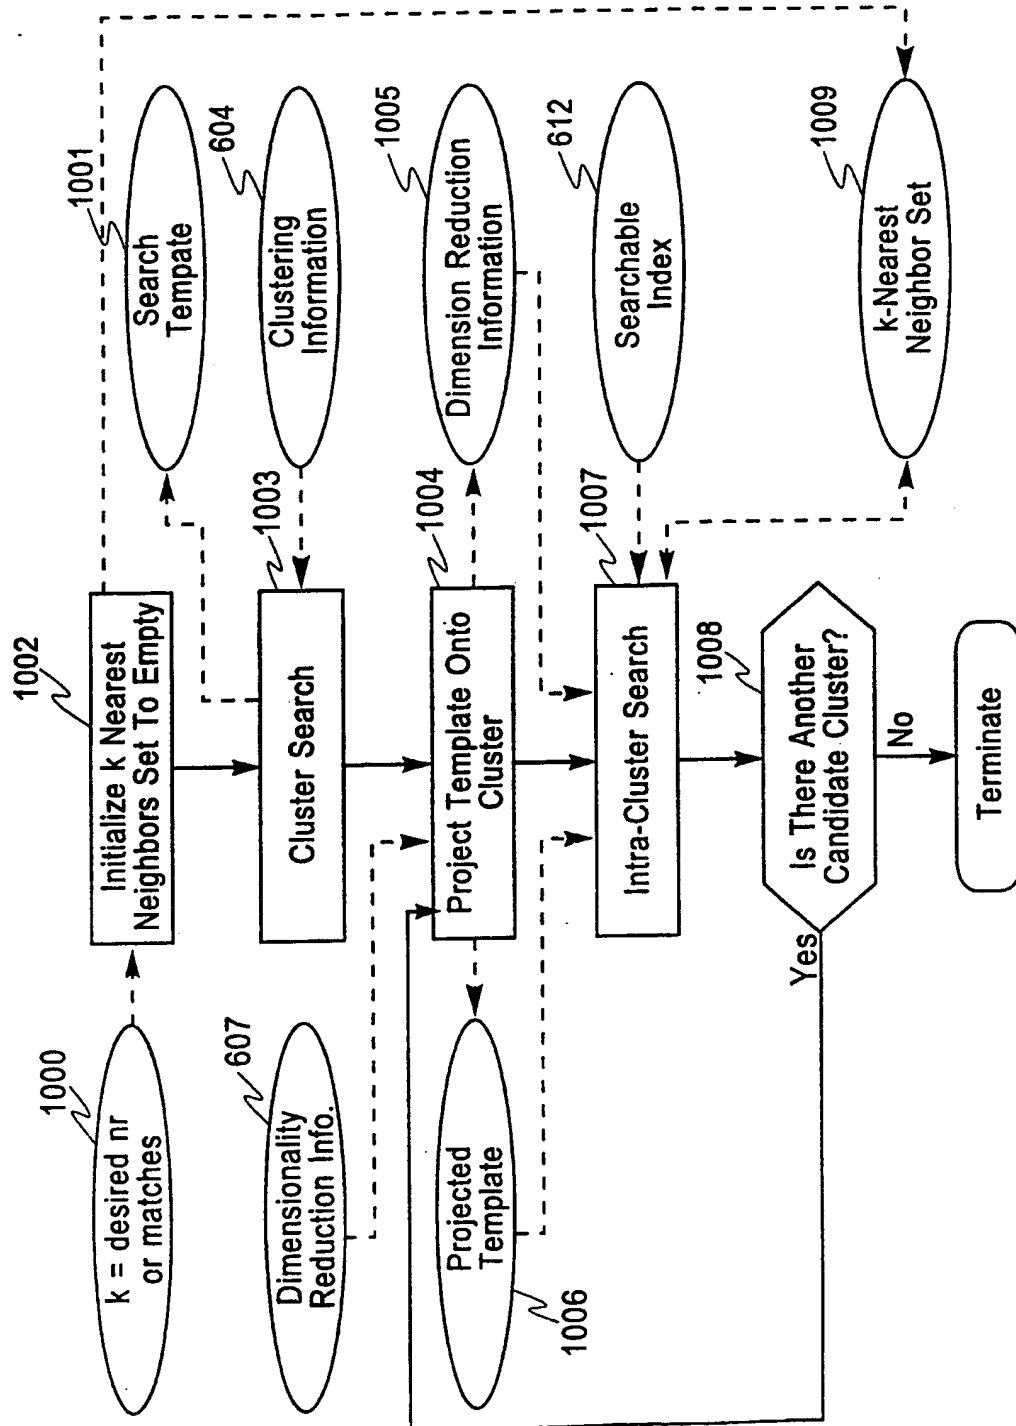 1000
k = desired nr
or matches
1002
Initialize k Nearest
Neighbors Set To Empty
1001
Search
Tempate
607
Dimensionality
Reduction Info.
Cluster Search
1003
604
Clustering
Information
1006
Projected
Template
Project Template Onto
Cluster
1004
1005
Dimension Reduction
Information
Intra-Cluster Search
1007
612
Searchable
Index
1008
Is There Another
Candidate Cluster?
Yes
No
1009
k-Nearest
Neighbor Set
Terminate